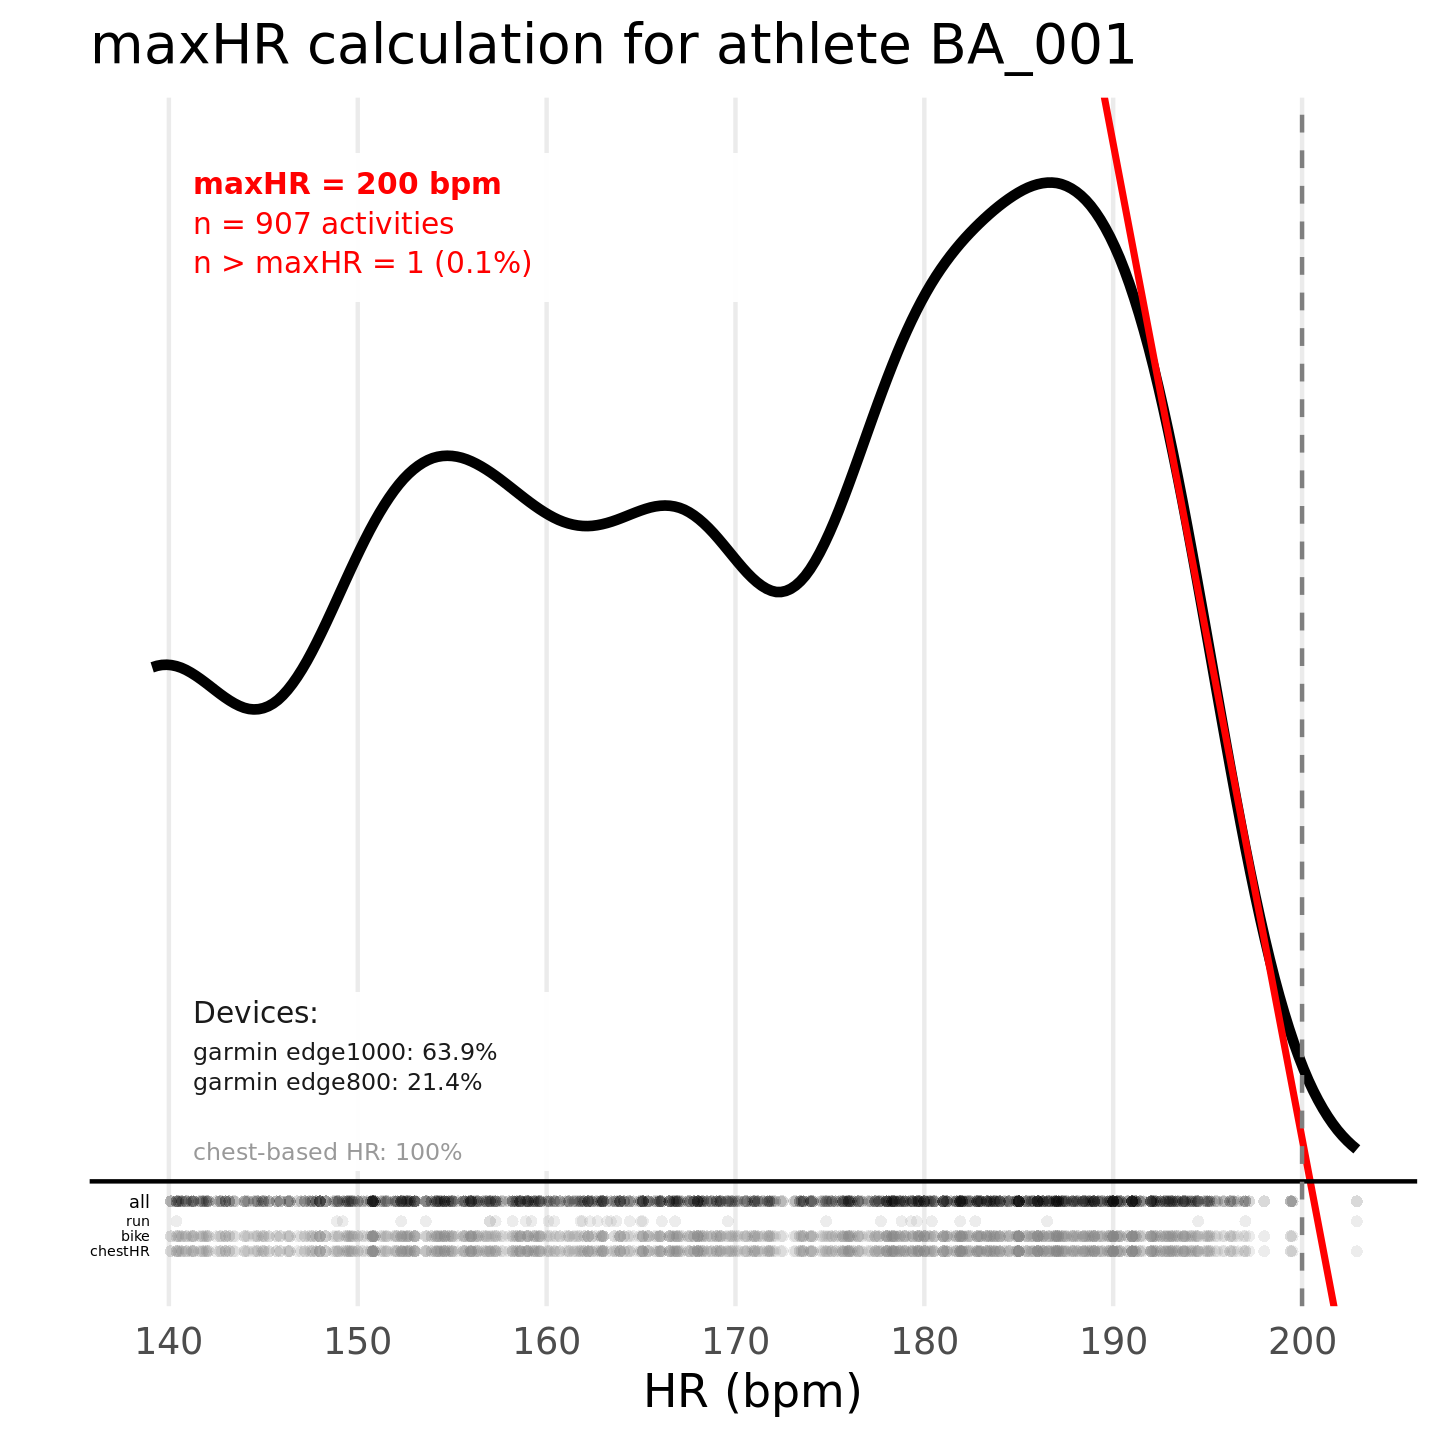 maxHR calculation for athlete BA_001
maxHR = 200 bpm
n = 907 activities
n > maxHR = 1 (0.1%)
Devices:
garmin edge1000: 63.9%
garmin edge800: 21.4%
chest-based HR: 100%
all
run
bike
chestHR
140 150 160 170 180 190 200
HR (bpm)